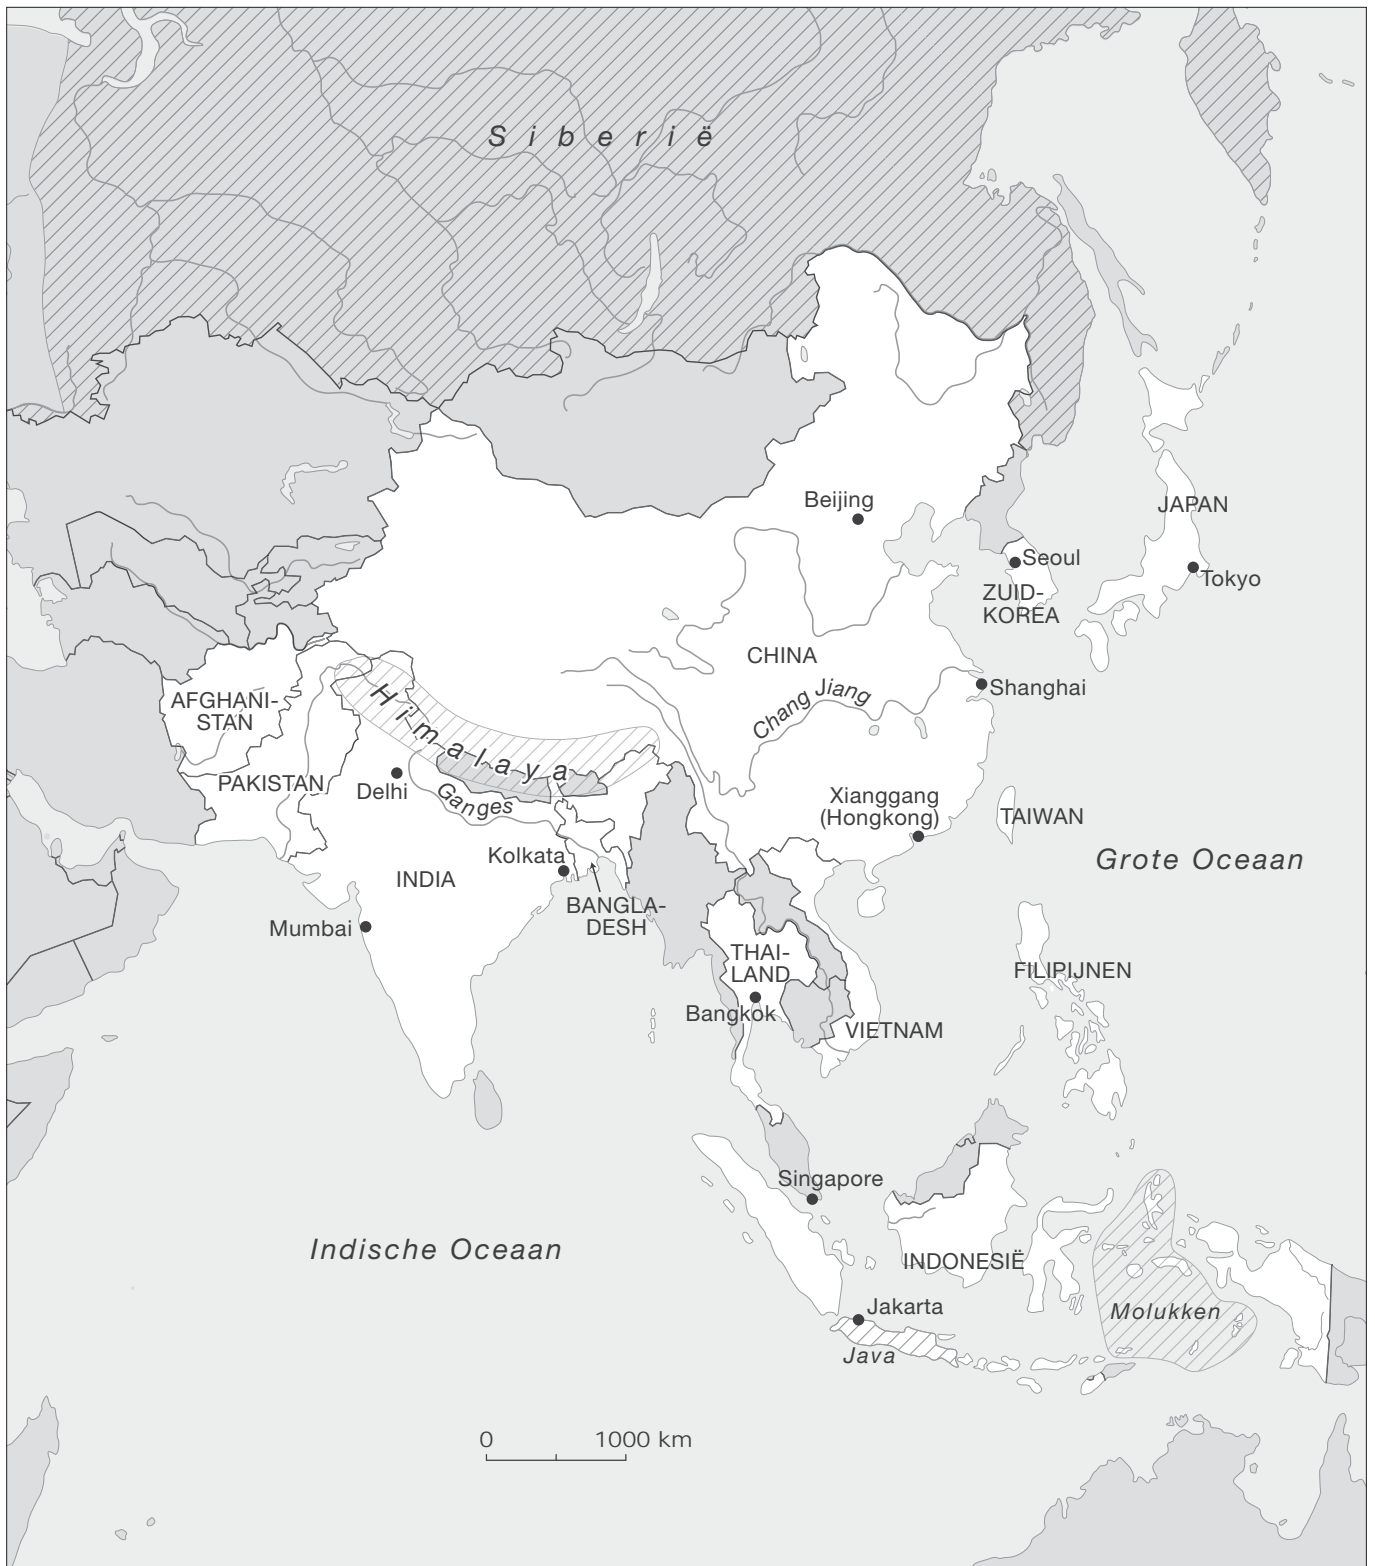 Siberië
Beijing
JAPAN
Seoul
Tokyo
ZUID-
KOREA
CHINA
Shanghai
AFGHANI-
STAN
Himalaya
Chang Jiang
PAKISTAN
Delhi
Ganges
Xianggang
(Hongkong)
TAIWAN
Kolkata
Grote Oceaan
INDIA
BANGLA-
DESH
Mumbai
THAI-
LAND
FILIPIJNEN
Bangkok
VIETNAM
Singapore
Indische Oceaan
INDONESIË
Jakarta
Molukken
Java
0 1000 km